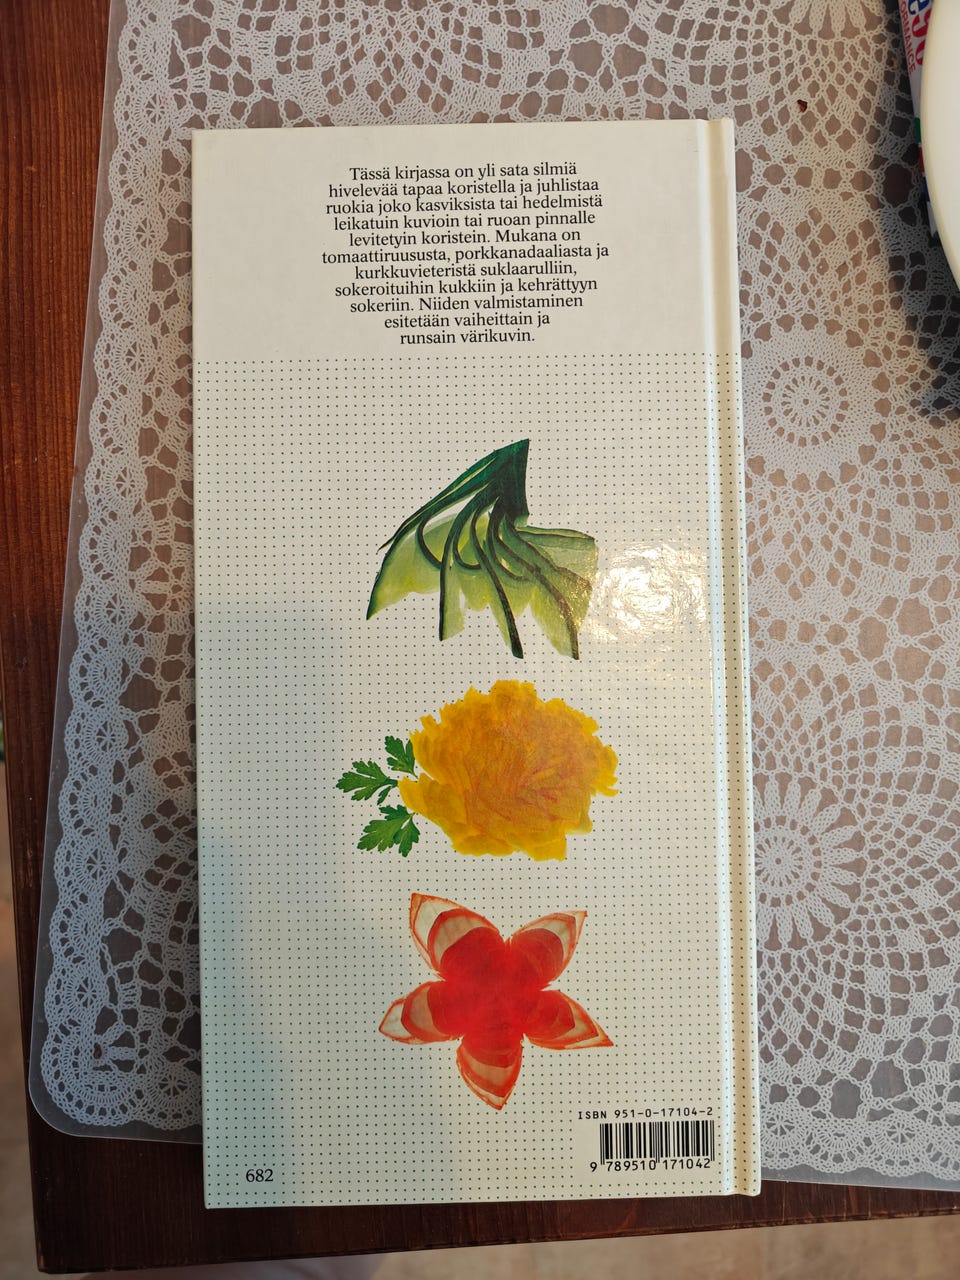 Tässä kirjassa on yli sata silmiä
hivelevää tapaa koristella ja juhlistaa
ruokia joko kasviksista tai hedelmistä
leikatuin kuvioin tai ruoan pinnalle
levitetyin koristein. Mukana on
tomaattiruususta, porkkanadaaliasta ja
kurkkuvieteristä suklaarulliin,
sokeroituihin kukkiin ja kehrättyyn
sokeriin. Niiden valmistaminen
esitetään vaiheittain ja
runsain värikuvin.
ISBN 951-0-17104-2
9 789510 171042
682